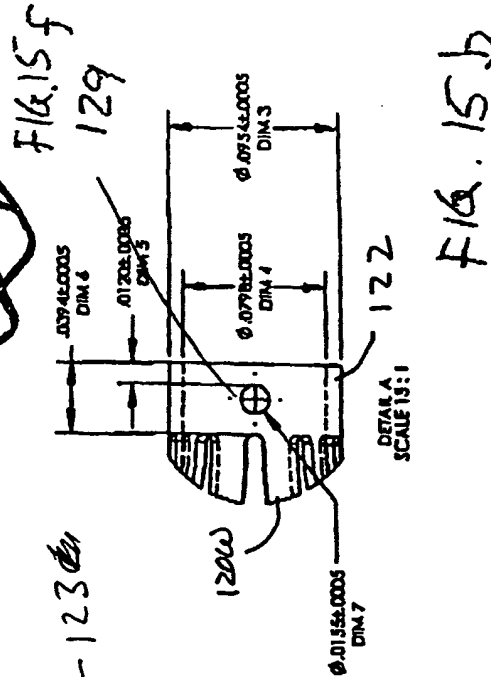 FIG. 15f
129
.0394±.0005
DIM 6
.0120±.0005
DIM 5
Ø.0798±.0005
DIM 4
Ø.0954±.0005
DIM 3
123
120W
122
DETAIL A
SCALE 15:1
Ø.0155±.0005
DIM 7
FIG. 15b